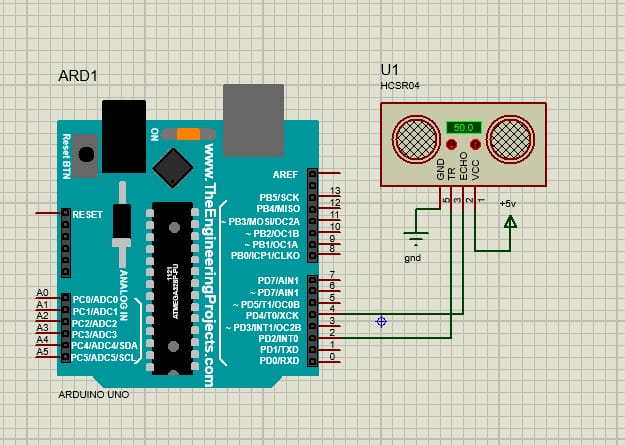 ARD1
U1
HCSR04
50.0
GND
TR
ECHO
VCC
5
3
2
1
+5v
gnd
ON
Reset BTN
www.TheEngineeringProjects.com
AREF
PB5/SCK 13
PB4/MISO 12
~ PB3/MOSI/OC2A 11
~ PB2/OC1B 10
~ PB1/OC1A 9
PB0/ICP1/CLKO 8
RESET
ANALOG IN
1121
ATMEGA328P-PU
PD7/AIN1 7
~ PD7/AIN1 6
~ PD5/T1/OC0B 5
PD4/T0/XCK 4
~ PD3/INT1/OC2B 3
PD2/INT0 2
PD1/TXD 1
PD0/RXD 0
A0 PC0/ADC0
A1 PC1/ADC1
A2 PC2/ADC2
A3 PC3/ADC3
A4 PC4/ADC4/SDA
A5 PC5/ADC5/SCL
ARDUINO UNO